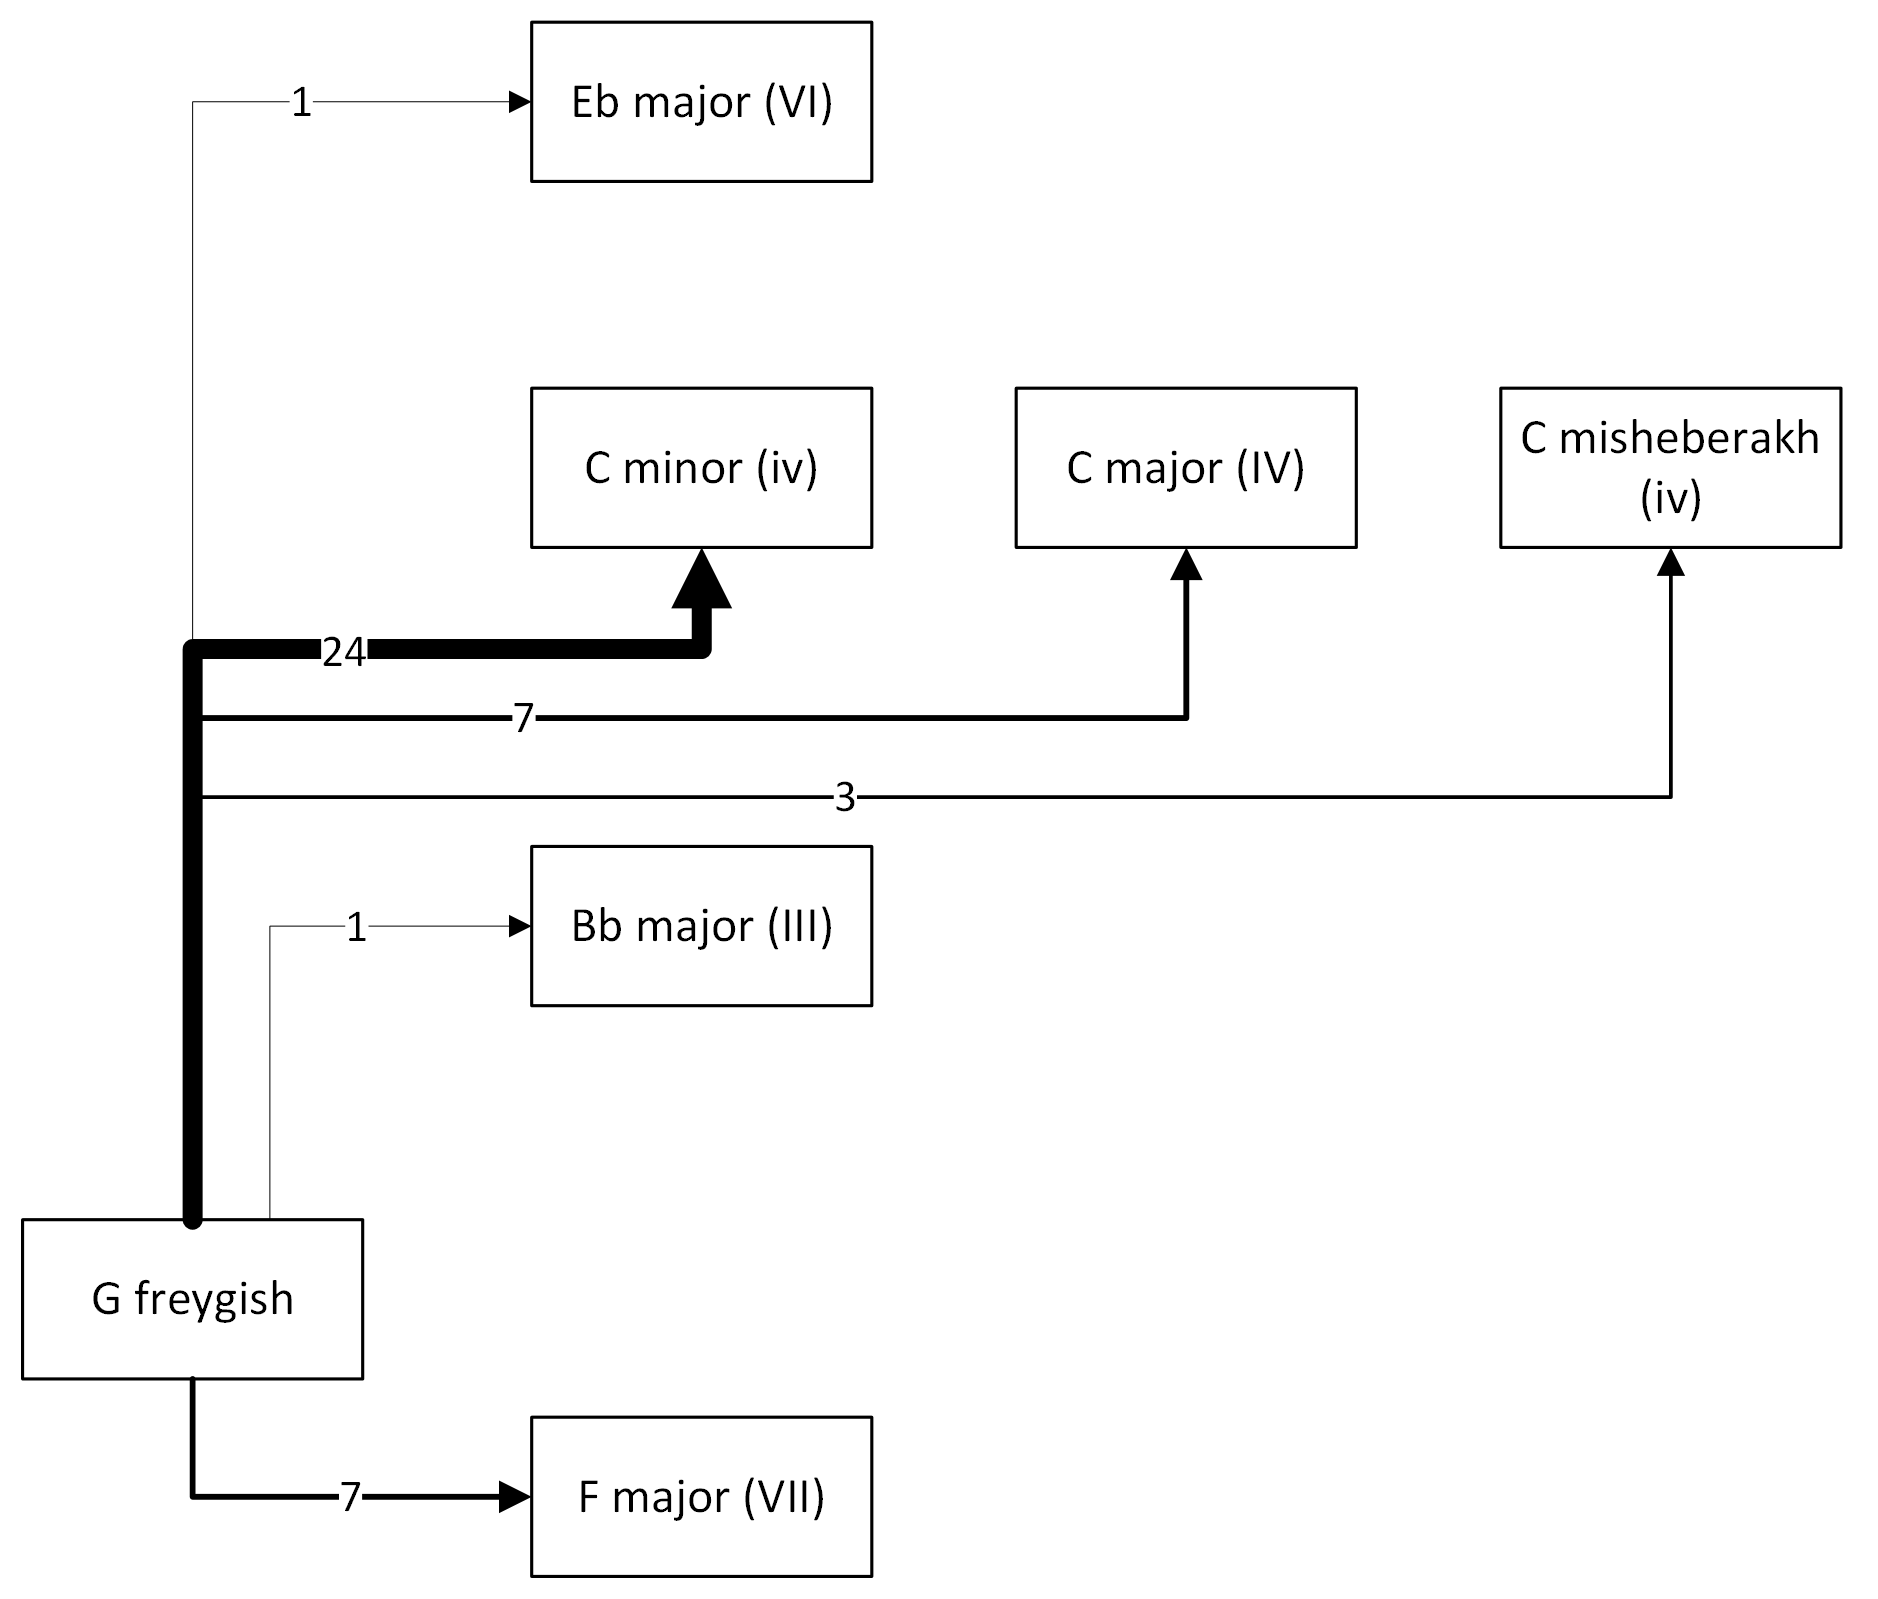 1
Eb major (VI)
C minor (iv)
C major (IV)
C misheberakh
(iv)
24
7
3
1
Bb major (III)
G freygish
7
F major (VII)